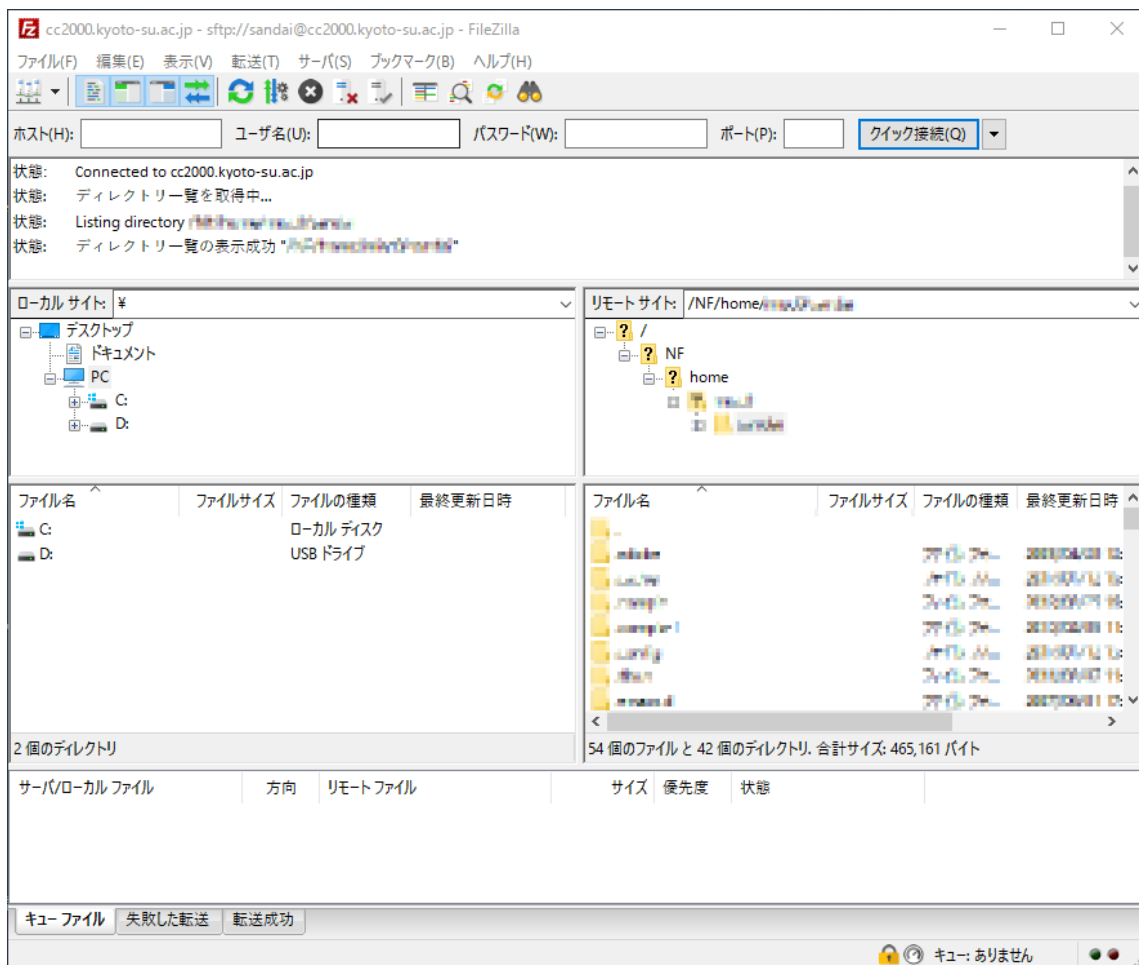 cc2000.kyoto-su.ac.jp - sftp://sandai@cc2000.kyoto-su.ac.jp - FileZilla
ファイル(F) 編集(E) 表示(V) 転送(T) サーバ(S) ブックマーク(B) ヘルプ(H)
ホスト(H): ユーザ名(U): パスワード(W): ポート(P): クイック接続(Q)
状態: Connected to cc2000.kyoto-su.ac.jp
状態: ディレクトリ一覧を取得中...
状態: Listing directory
状態: ディレクトリ一覧の表示成功 "
ローカル サイト: ¥
デスクトップ
ドキュメント
PC
C:
D:
リモート サイト: /NF/home/
/
NF
home
ファイル名 ファイルサイズ ファイルの種類 最終更新日時
C: ローカル ディスク
D: USB ドライブ
2 個のディレクトリ
ファイル名 ファイルサイズ ファイルの種類 最終更新日時
..
54 個のファイル と 42 個のディレクトリ. 合計サイズ: 465,161 バイト
サーバ/ローカル ファイル 方向 リモート ファイル サイズ 優先度 状態
キュー ファイル 失敗した転送 転送成功
キュー: ありません